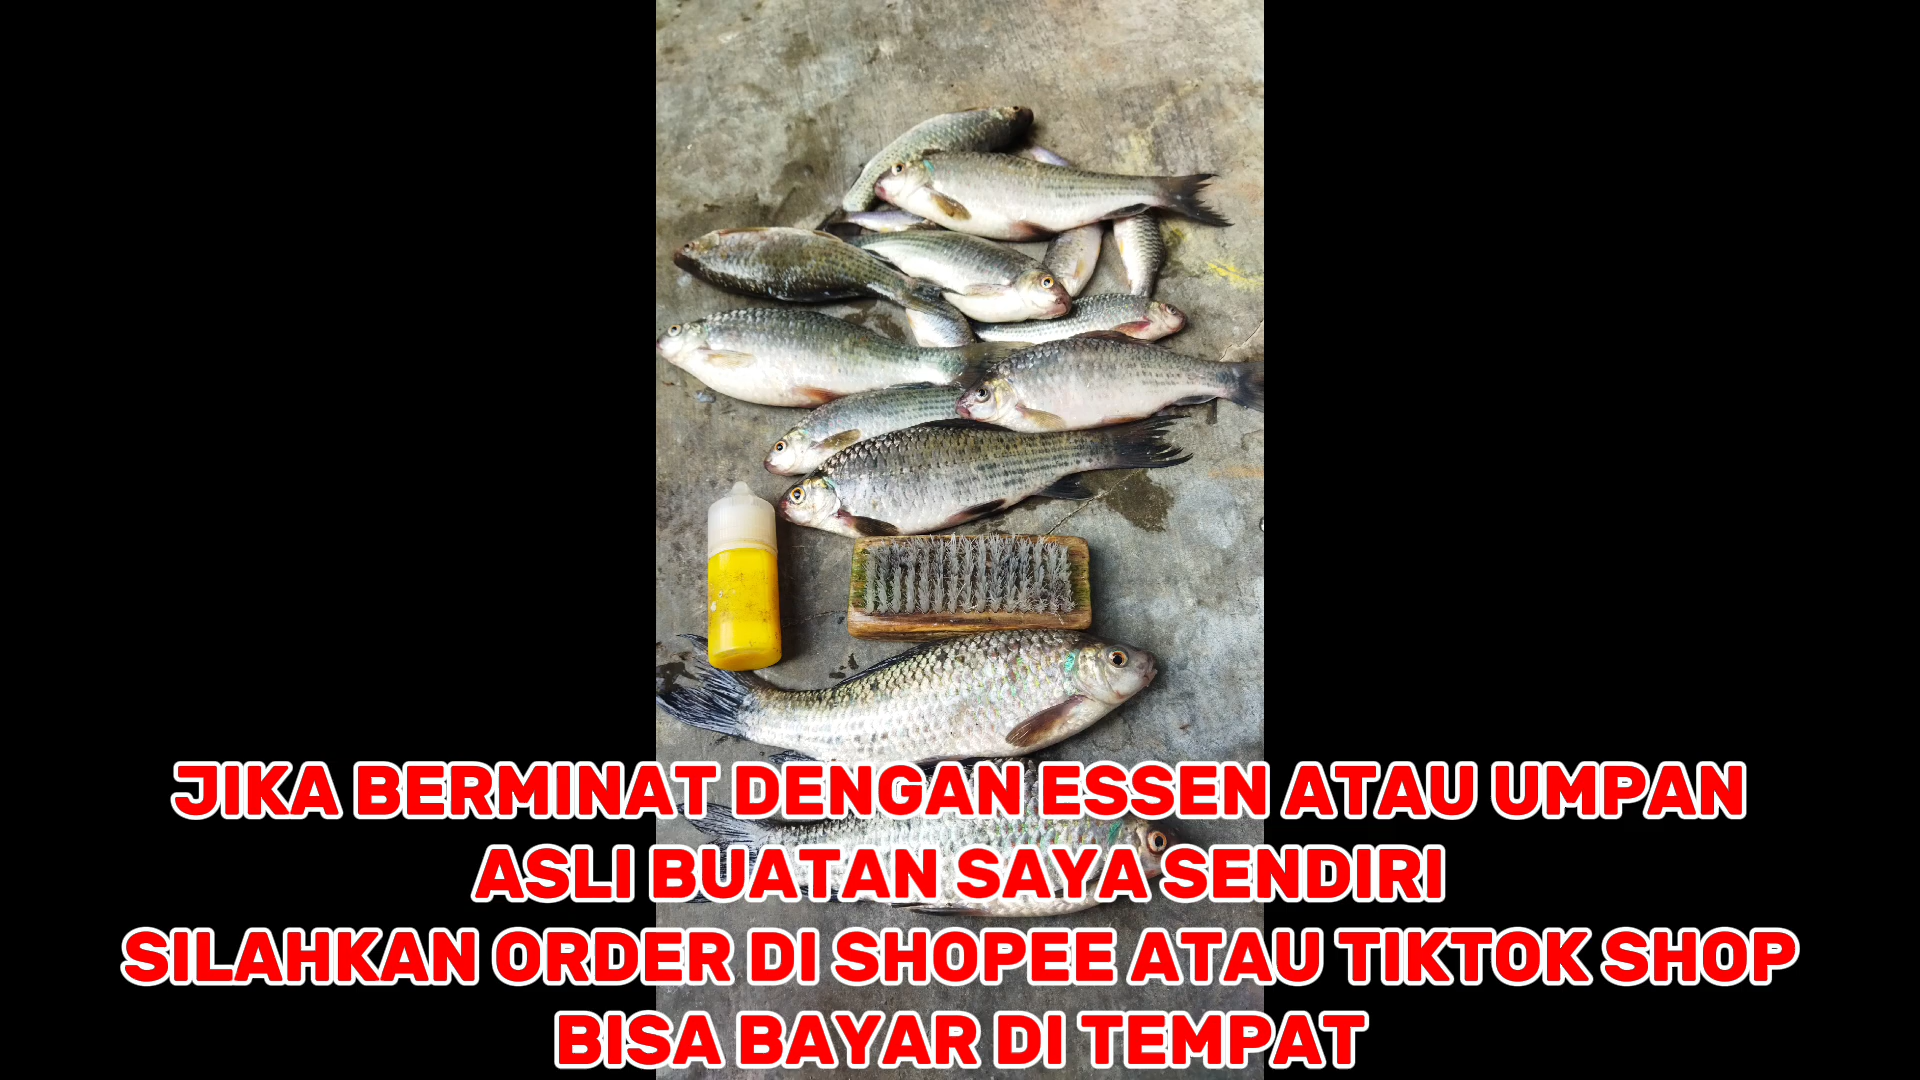 JIKA BERMINAT DENGAN ESSEN ATAU UMPAN
ASLI BUATAN SAYA SENDIRI
SILAHKAN ORDER DI SHOPEE ATAU TIKTOK SHOP
BISA BAYAR DI TEMPAT